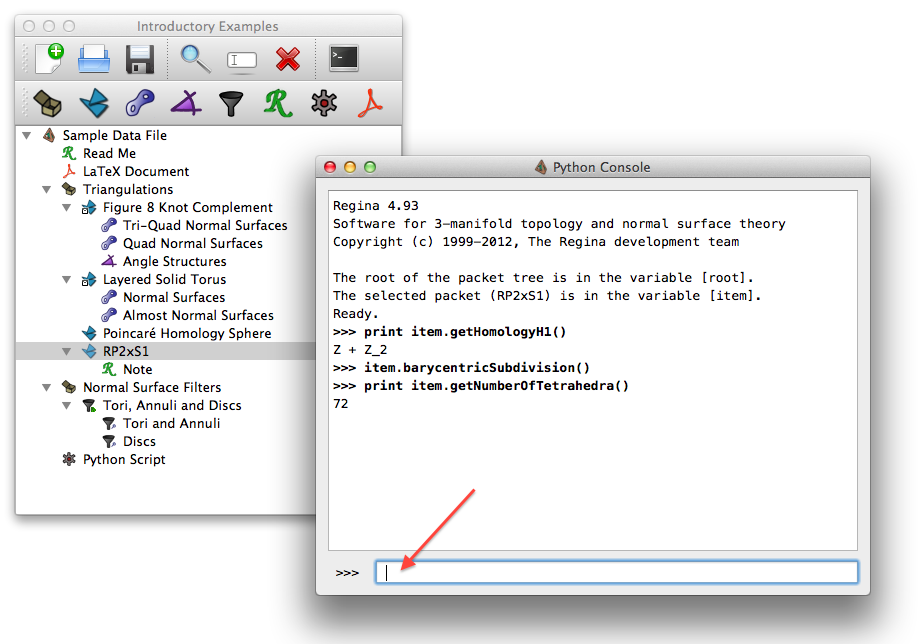 Introductory Examples
Sample Data File
Read Me
LaTeX Document
Triangulations
Figure 8 Knot Complement
Tri-Quad Normal Surfaces
Quad Normal Surfaces
Angle Structures
Layered Solid Torus
Normal Surfaces
Almost Normal Surfaces
Poincaré Homology Sphere
RP2xS1
Note
Normal Surface Filters
Tori, Annuli and Discs
Tori and Annuli
Discs
Python Script
Python Console
Regina 4.93
Software for 3-manifold topology and normal surface theory
Copyright (c) 1999-2012, The Regina development team
The root of the packet tree is in the variable [root].
The selected packet (RP2xS1) is in the variable [item].
Ready.
>>> print item.getHomologyH1()
Z + Z_2
>>> item.barycentricSubdivision()
>>> print item.getNumberOfTetrahedra()
72
>>>